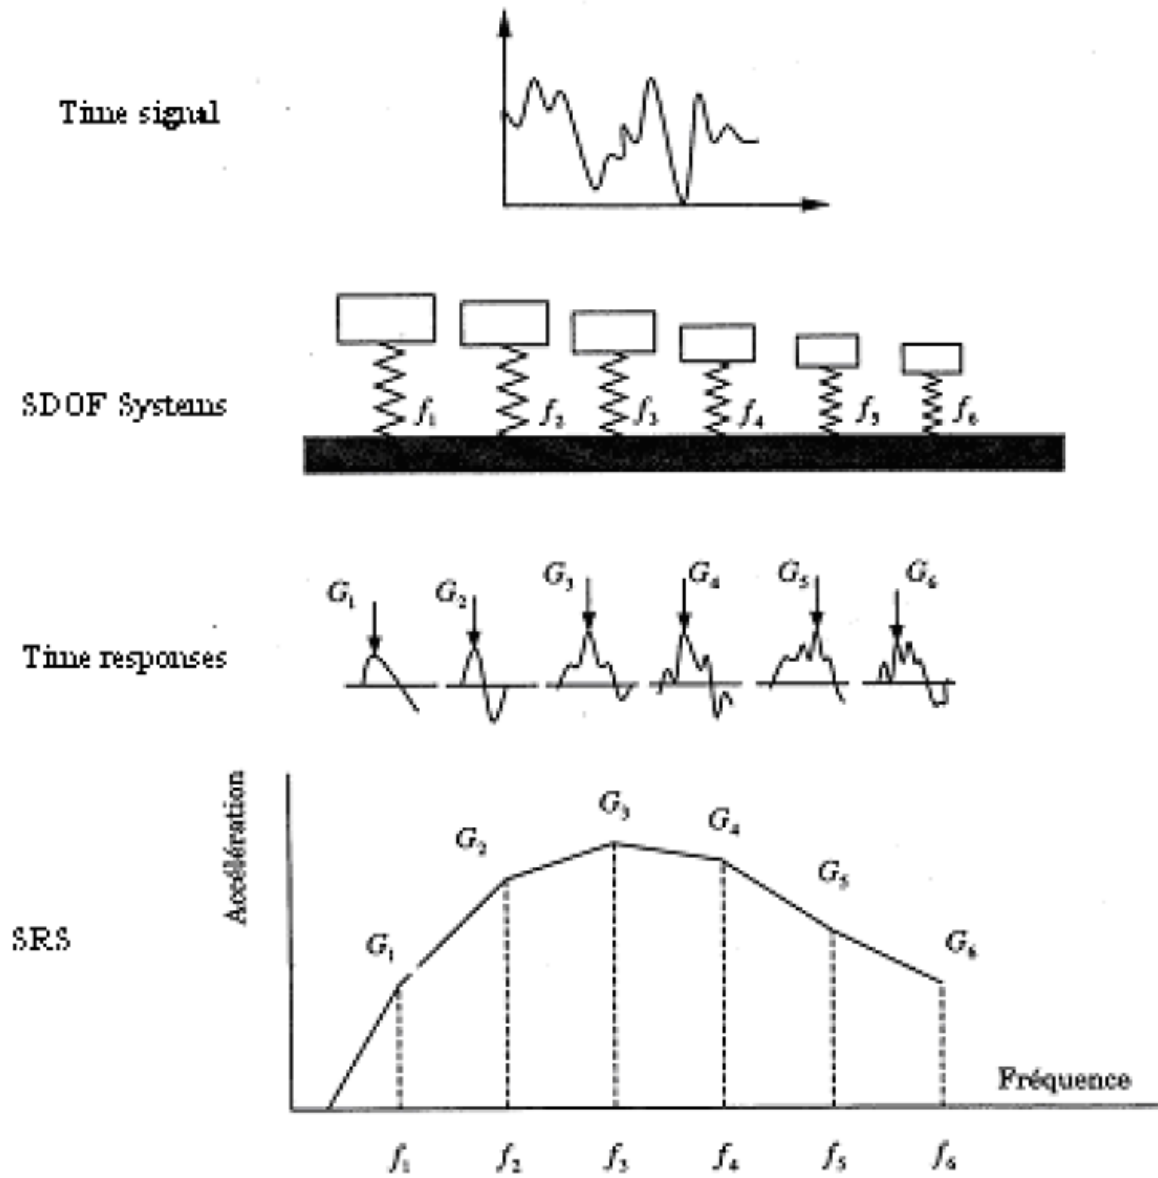 Time signal
SDOF Systems
f₁ f₂ f₃ f₄ f₅ f₆
G₁ G₂ G₃ G₄ G₅ G₆
Time responses
Accélération
SRS
G₁ G₂ G₃ G₄ G₅ G₆
Fréquence
f₁ f₂ f₃ f₄ f₅ f₆